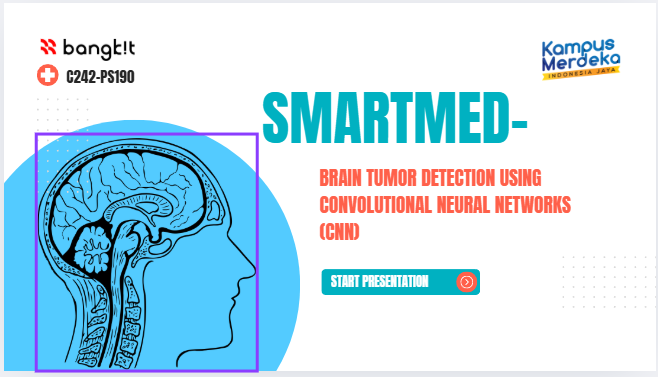 bangk!t
C242-PS190
Kampus
Merdeka
INDONESIA JAYA
SMARTMED-
BRAIN TUMOR DETECTION USING
CONVOLUTIONAL NEURAL NETWORKS
(CNN)
START PRESENTATION